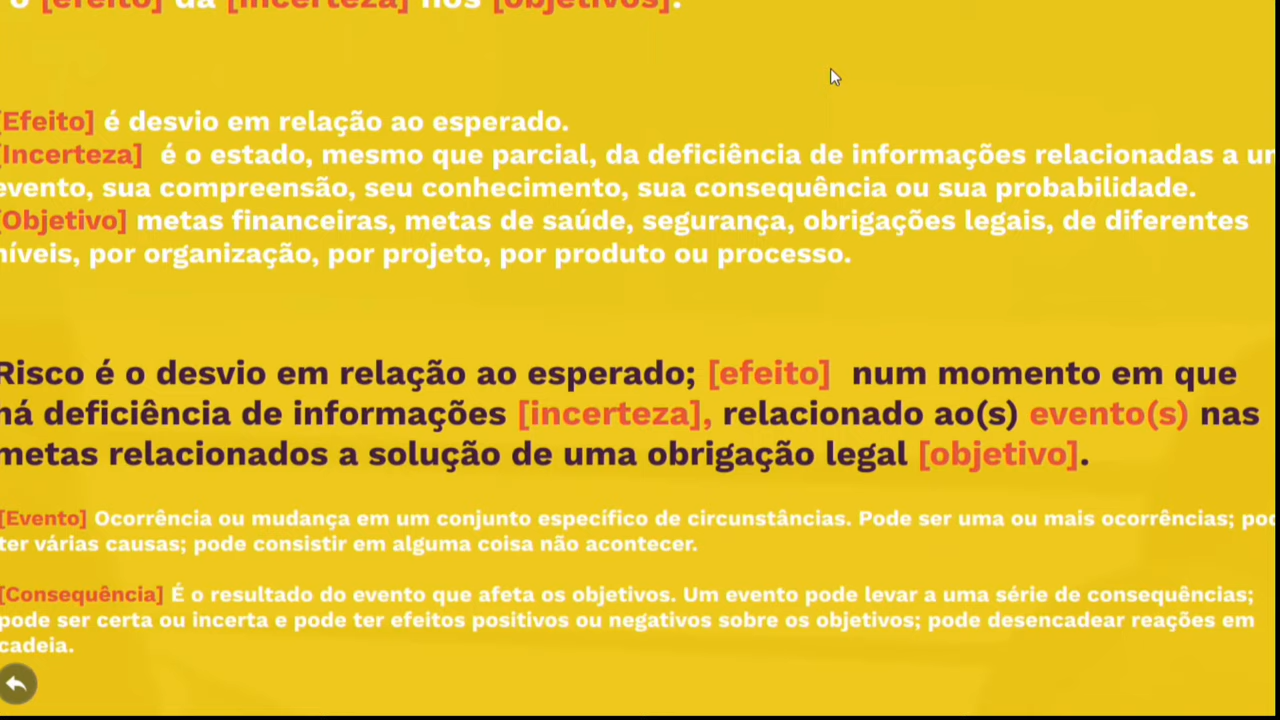 o [efeito] da [incerteza] nos [objetivos].
[Efeito] é desvio em relação ao esperado.
[Incerteza] é o estado, mesmo que parcial, da deficiência de informações relacionadas a um
evento, sua compreensão, seu conhecimento, sua consequência ou sua probabilidade.
[Objetivo] metas financeiras, metas de saúde, segurança, obrigações legais, de diferentes
níveis, por organização, por projeto, por produto ou processo.
Risco é o desvio em relação ao esperado; [efeito] num momento em que
há deficiência de informações [incerteza], relacionado ao(s) evento(s) nas
metas relacionados a solução de uma obrigação legal [objetivo].
[Evento] Ocorrência ou mudança em um conjunto específico de circunstâncias. Pode ser uma ou mais ocorrências;
ter várias causas; pode consistir em alguma coisa não acontecer.
[Consequência] É o resultado do evento que afeta os objetivos. Um evento pode levar a uma série de consequências;
pode ser certa ou incerta e pode ter efeitos positivos ou negativos sobre os objetivos; pode desencadear reações em
cadeia.